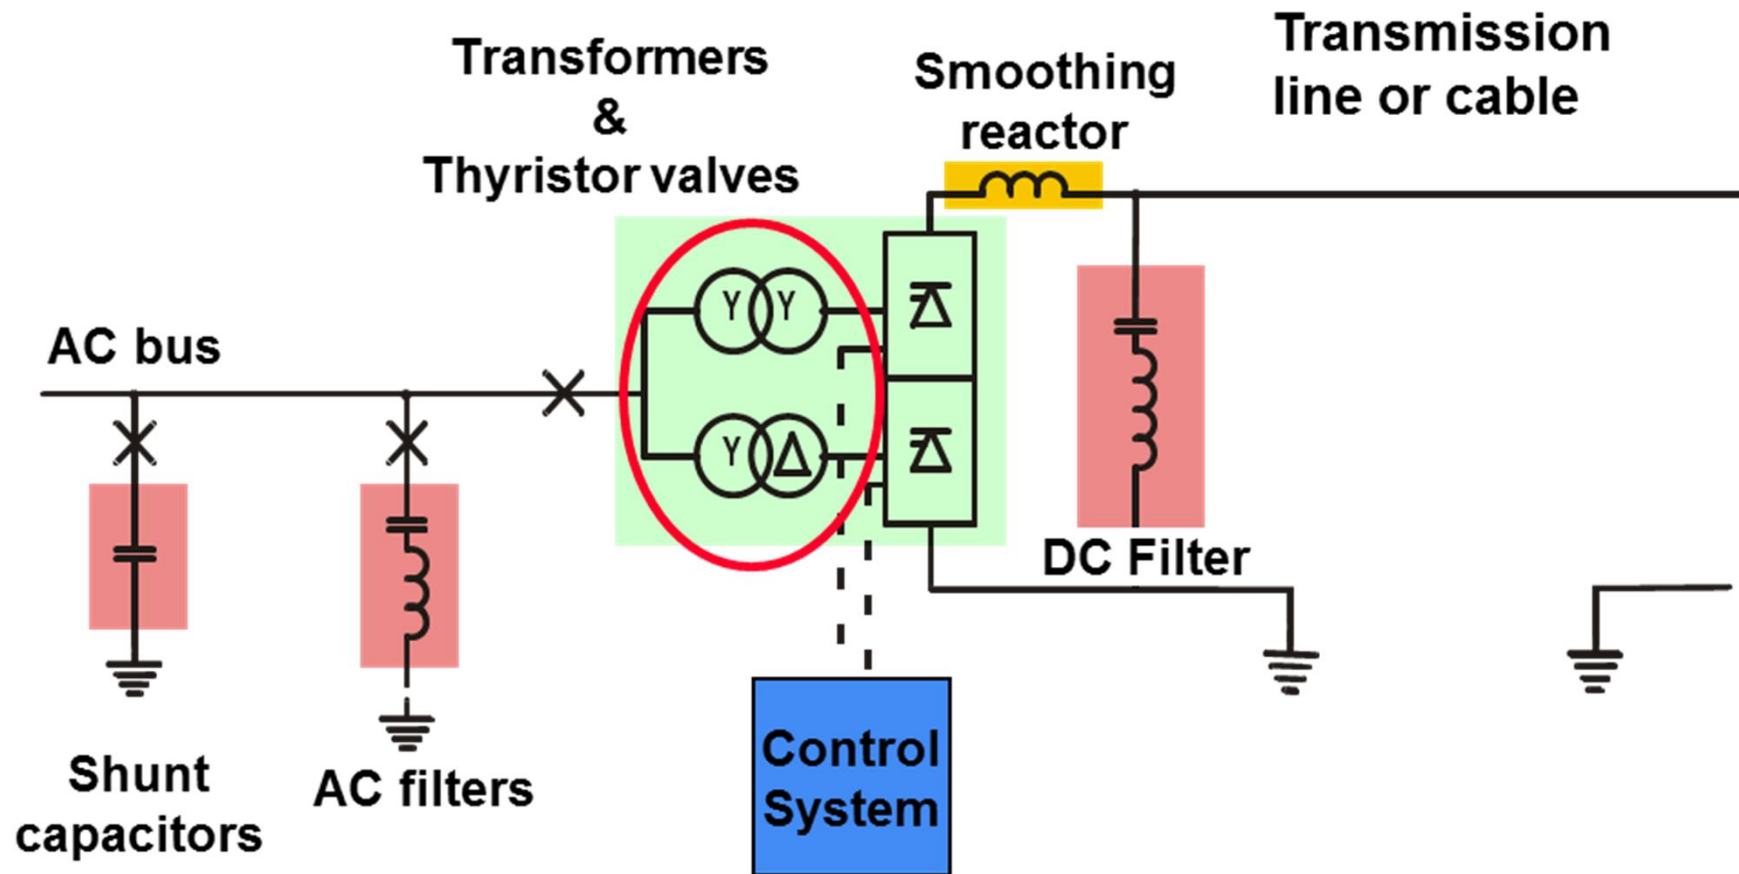 Transformers
&
Thyristor valves
Smoothing
reactor
Transmission
line or cable
AC bus
Y Y
Y Δ
DC Filter
Shunt
capacitors
AC filters
Control
System